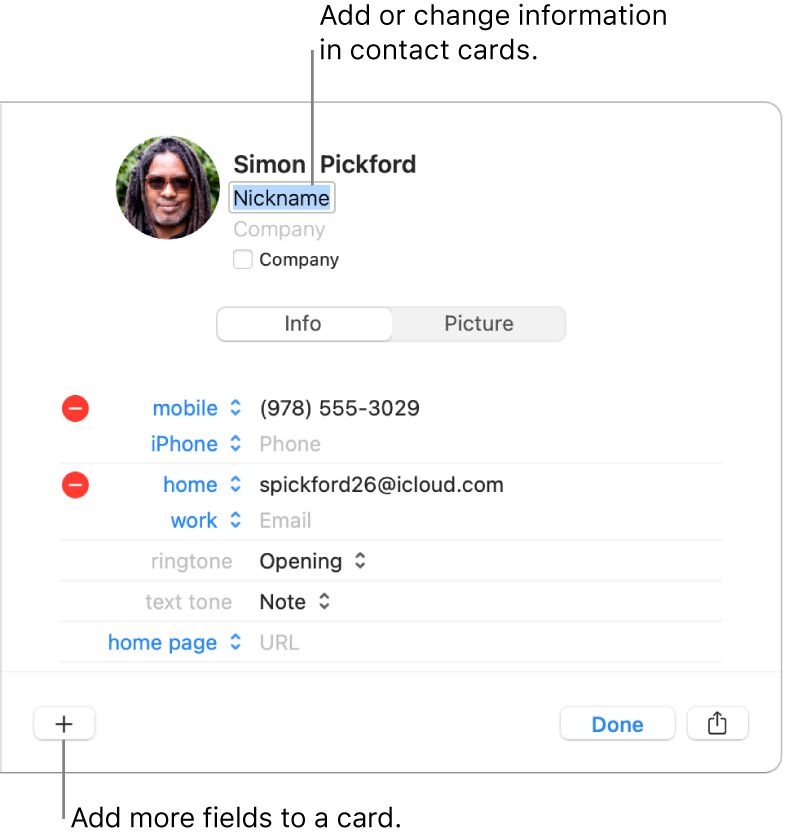 Add or change information
in contact cards.
Simon Pickford
Nickname
Company
Company
Info Picture
mobile (978) 555-3029
iPhone Phone
home spickford26@icloud.com
work Email
ringtone Opening
text tone Note
home page URL
+ Done
Add more fields to a card.